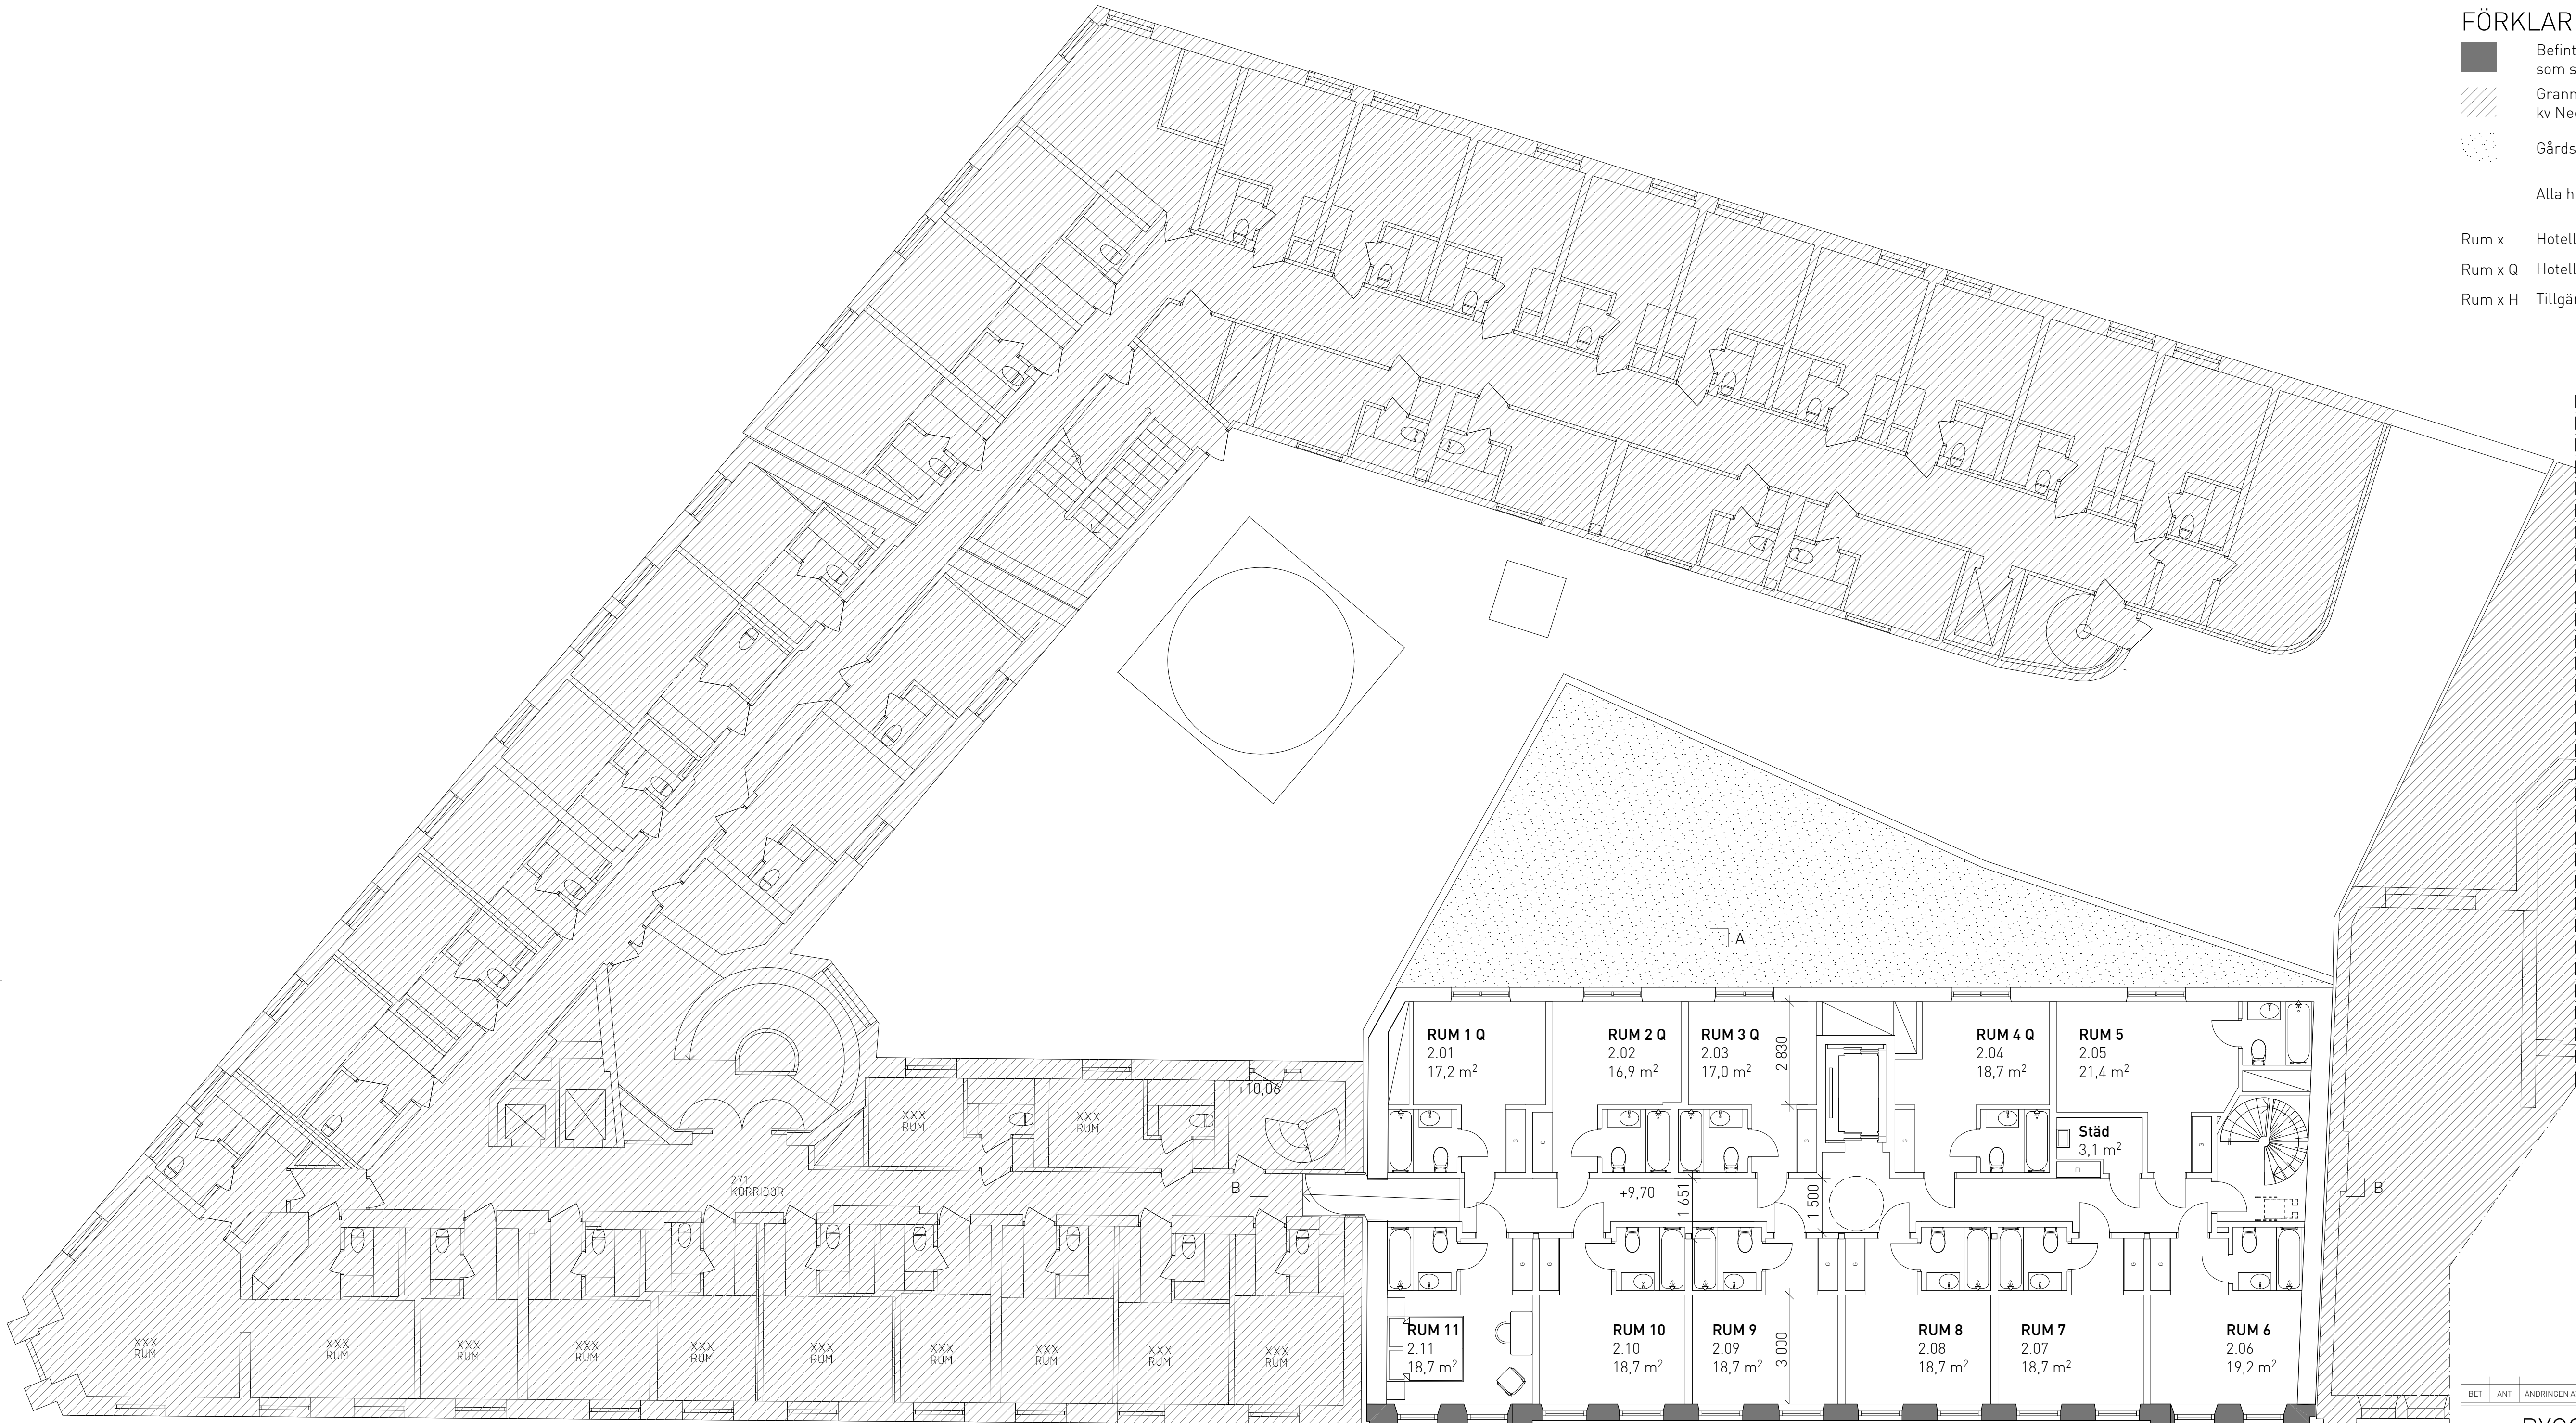 FÖRKLAR
Befint
som s
Grann
kv Ned
Gårds
Alla h
Rum x Hotell
Rum x Q Hotell
Rum x H Tillgän
A
RUM 1 Q
2.01
17,2 m²
RUM 2 Q
2.02
16,9 m²
RUM 3 Q
2.03
17,0 m²
2 830
RUM 4 Q
2.04
18,7 m²
RUM 5
2.05
21,4 m²
+10,06
XXX
RUM
XXX
RUM
Städ
3,1 m²
EL
G
G
G
G
G
271
KORRIDOR
B
+9,70
1 651
1 500
B
G
G
G
G
G
G
XXX
RUM
XXX
RUM
XXX
RUM
XXX
RUM
XXX
RUM
XXX
RUM
XXX
RUM
XXX
RUM
XXX
RUM
XXX
RUM
RUM 11
2.11
18,7 m²
RUM 10
2.10
18,7 m²
RUM 9
2.09
18,7 m²
3 000
RUM 8
2.08
18,7 m²
RUM 7
2.07
18,7 m²
RUM 6
2.06
19,2 m²
BET ANT ÄNDRINGEN AV